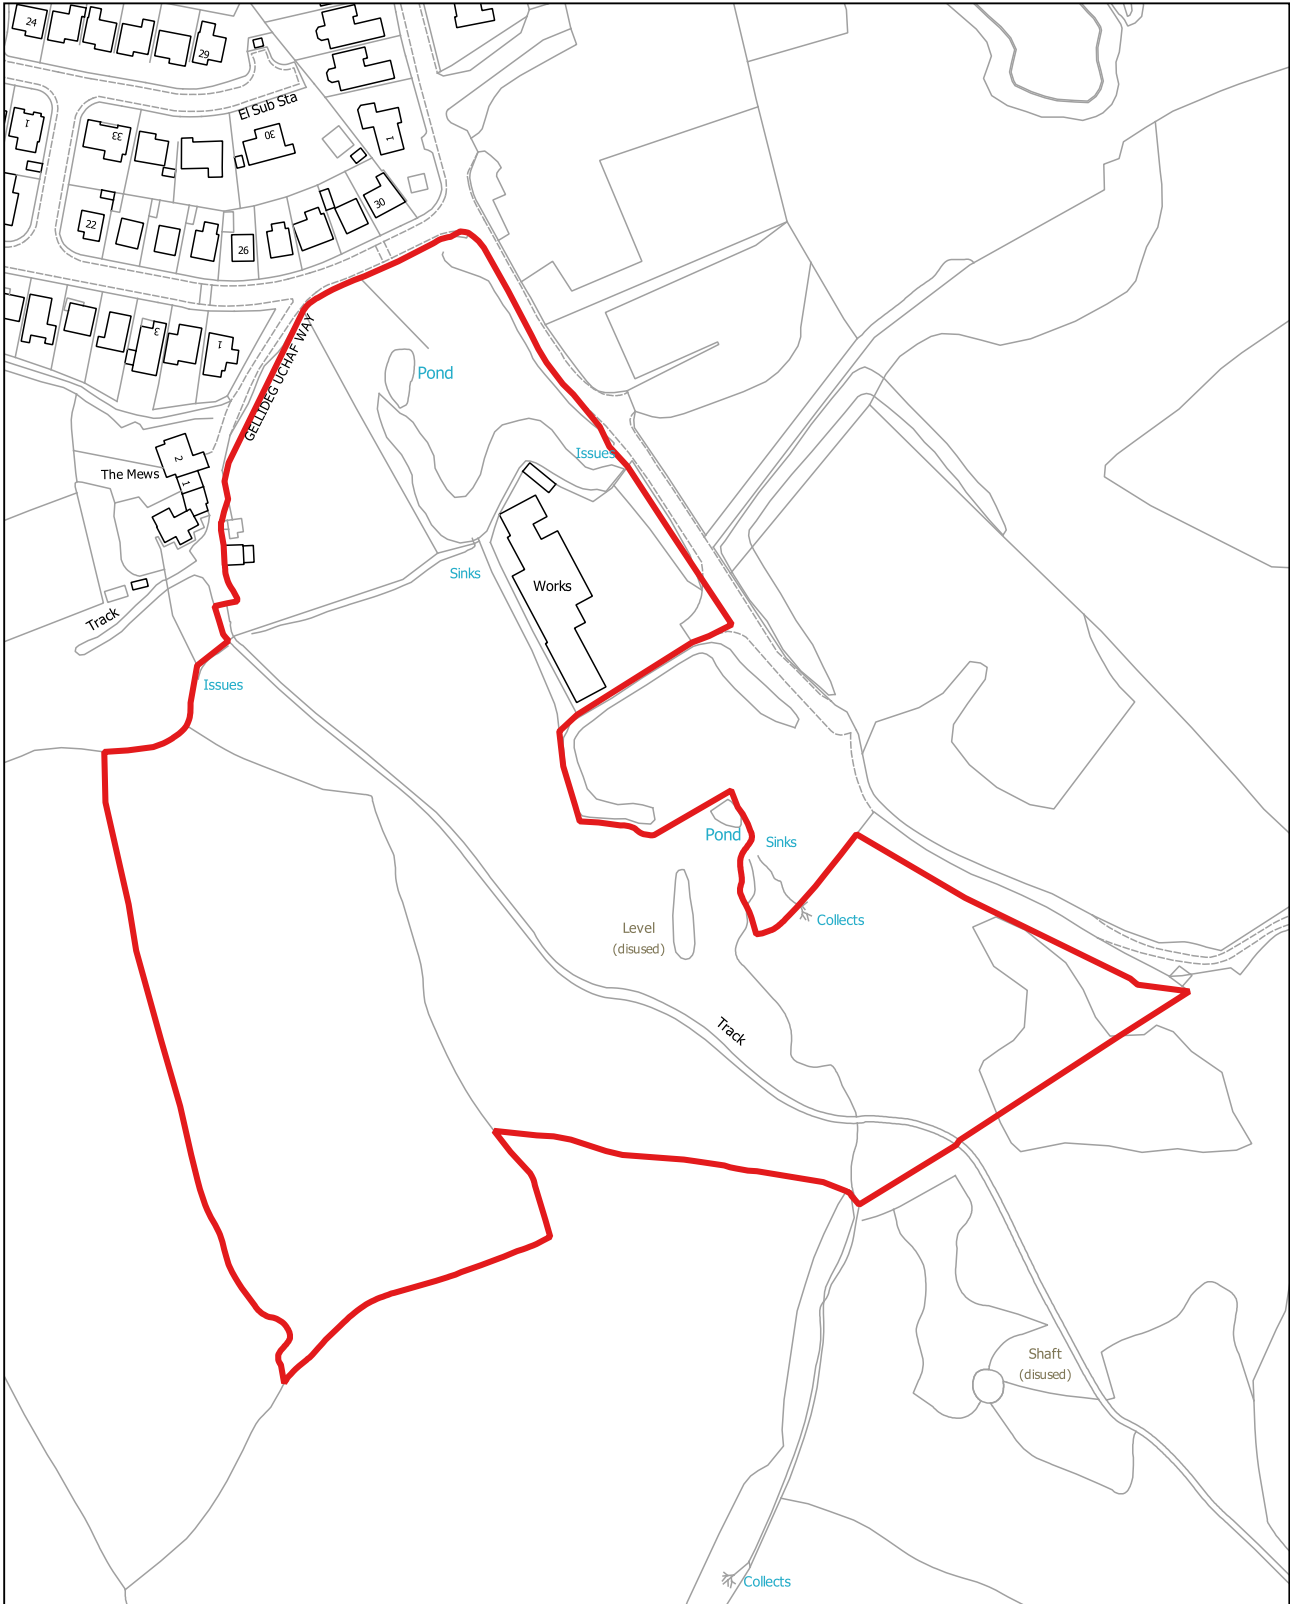 24
29
El Sub Sta
1
33
30
1
30
22
26
3
1
GELLIDEG UCHAF WAY
Pond
Issues
The Mews
2
1
Sinks
Works
Track
Issues
Pond
Sinks
Collects
Level
(disused)
Track
Shaft
(disused)
Collects